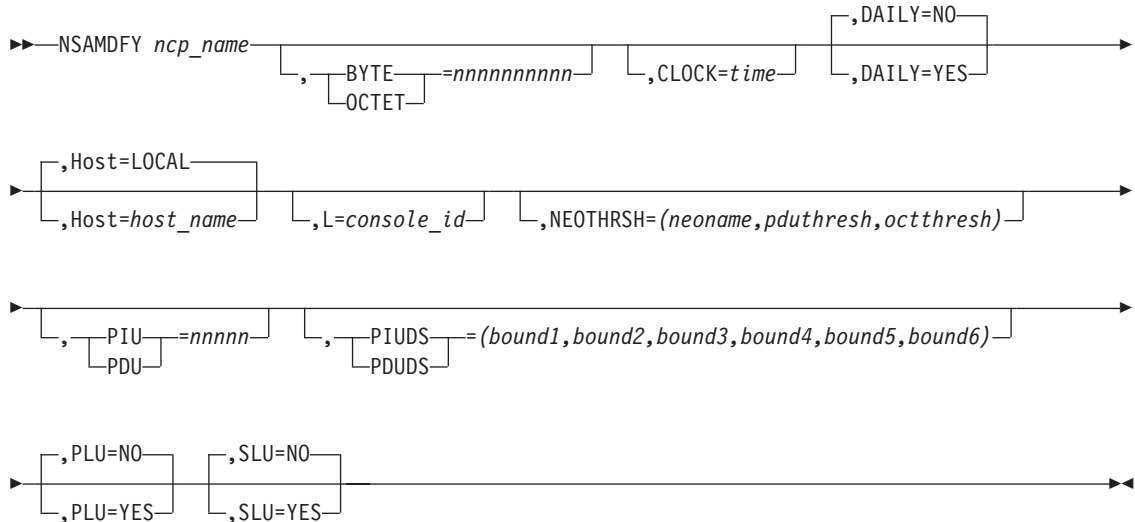 ,DAILY=NO
NSAMDFY ncp_name , BYTE =nnnnnnnnnn ,CLOCK=time ,DAILY=YES
OCTET
,Host=LOCAL
,Host=host_name ,L=console_id ,NEOTHRSH=(neoname,pduthresh,octthresh)
, PIU =nnnnn , PIUDS =(bound1,bound2,bound3,bound4,bound5,bound6)
PDU PDUDS
,PLU=NO ,SLU=NO
,PLU=YES ,SLU=YES